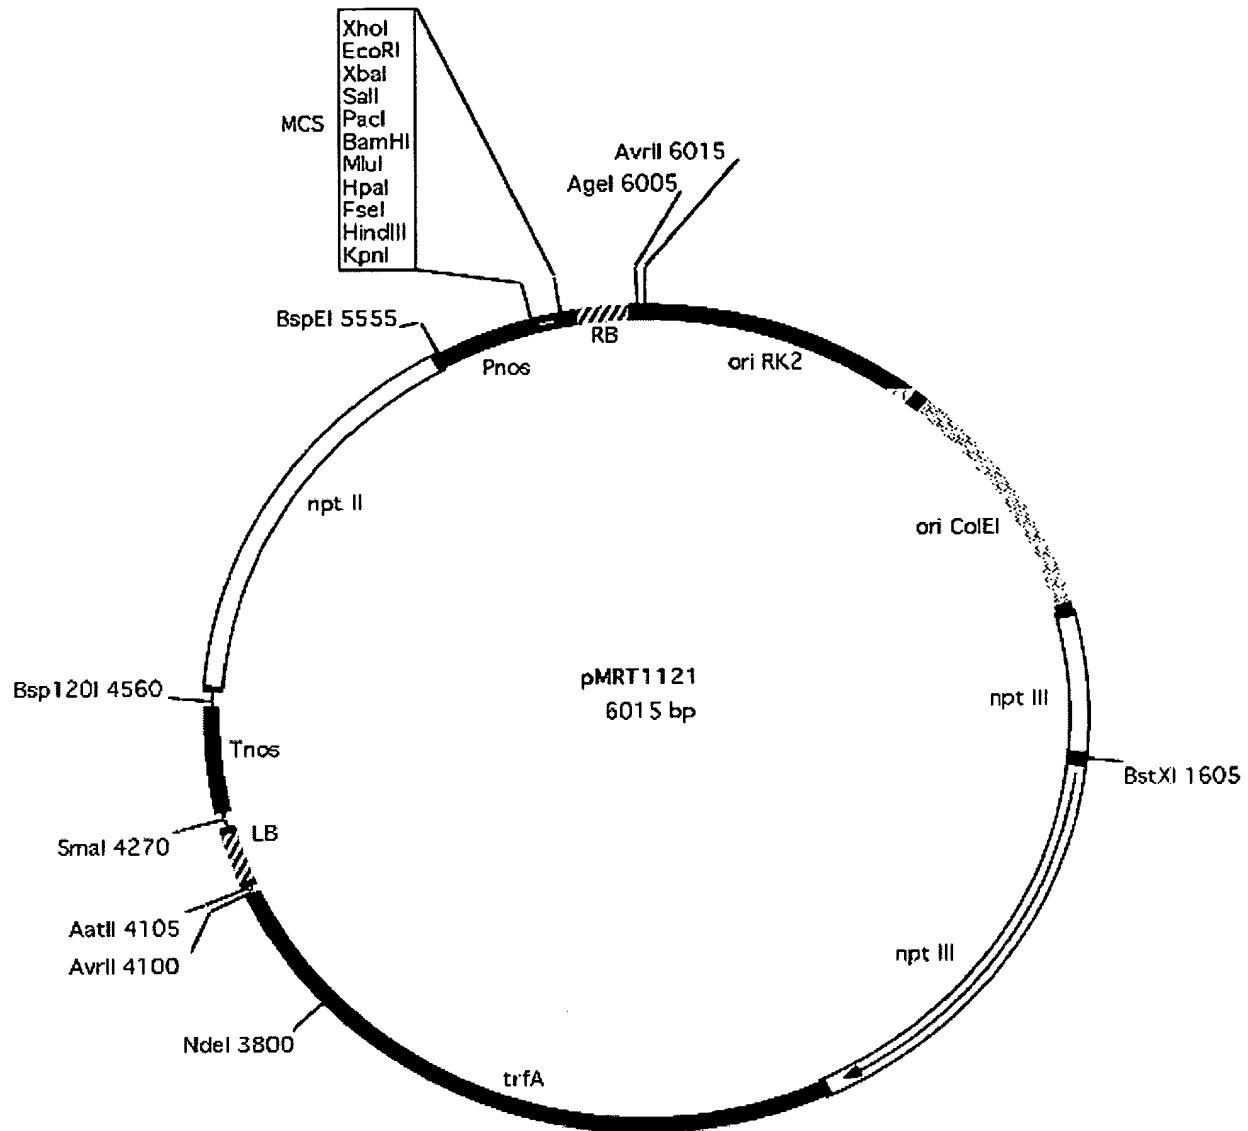 XhoI
EcoRI
XbaI
SalI
PacI
BamHI
MluI
HpaI
FseI
HindIII
KpnI
MCS
AvrII 6015
AgeI 6005
BspEI 5555
Pnos
RB
ori RK2
npt II
ori ColEI
pMRT1121
6015 bp
Bsp120I 4560
npt III
Tnos
BstXI 1605
SmaI 4270
LB
AatII 4105
AvrII 4100
npt III
NdeI 3800
trfA